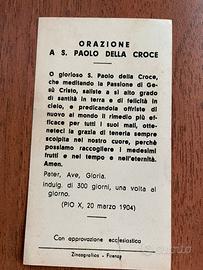 ORAZIONE
A S. PAOLO DELLA CROCE
O glorioso S. Paolo della Croce,
che meditando la Passione di Ge-
sù Cristo, saliste a sì alto grado
di santità in terra e di felicità in
cielo, e predicandola offriste di
nuovo al mondo il rimedio più ef-
ficace per tutti i suoi mali, otte-
neteci la grazia di tenerla sempre
scolpita nel nostro cuore, perchè
possiamo raccogliere i medesimi
frutti e nel tempo e nell'eternità.
Amen.
Pater, Ave, Gloria.
Indulg. di 300 giorni, una volta al
giorno.
(PIO X, 20 marzo 1904)
Con approvazione ecclesiastica
Zincografica - Firenze